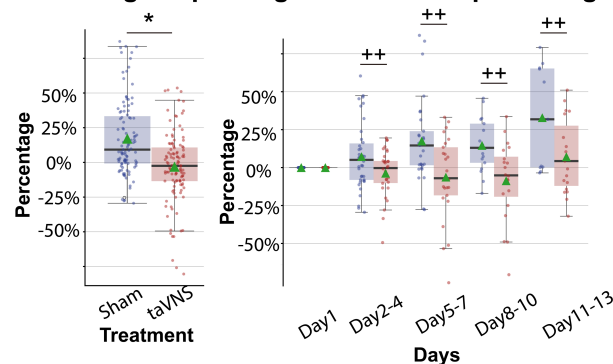 *
50%
25%
0%
-25%
-50%
Percentage
Sham
taVNS
Treatment
++
++
++
++
50%
25%
0%
-25%
-50%
Percentage
Day1
Day2-4
Day5-7
Day8-10
Day11-13
Days